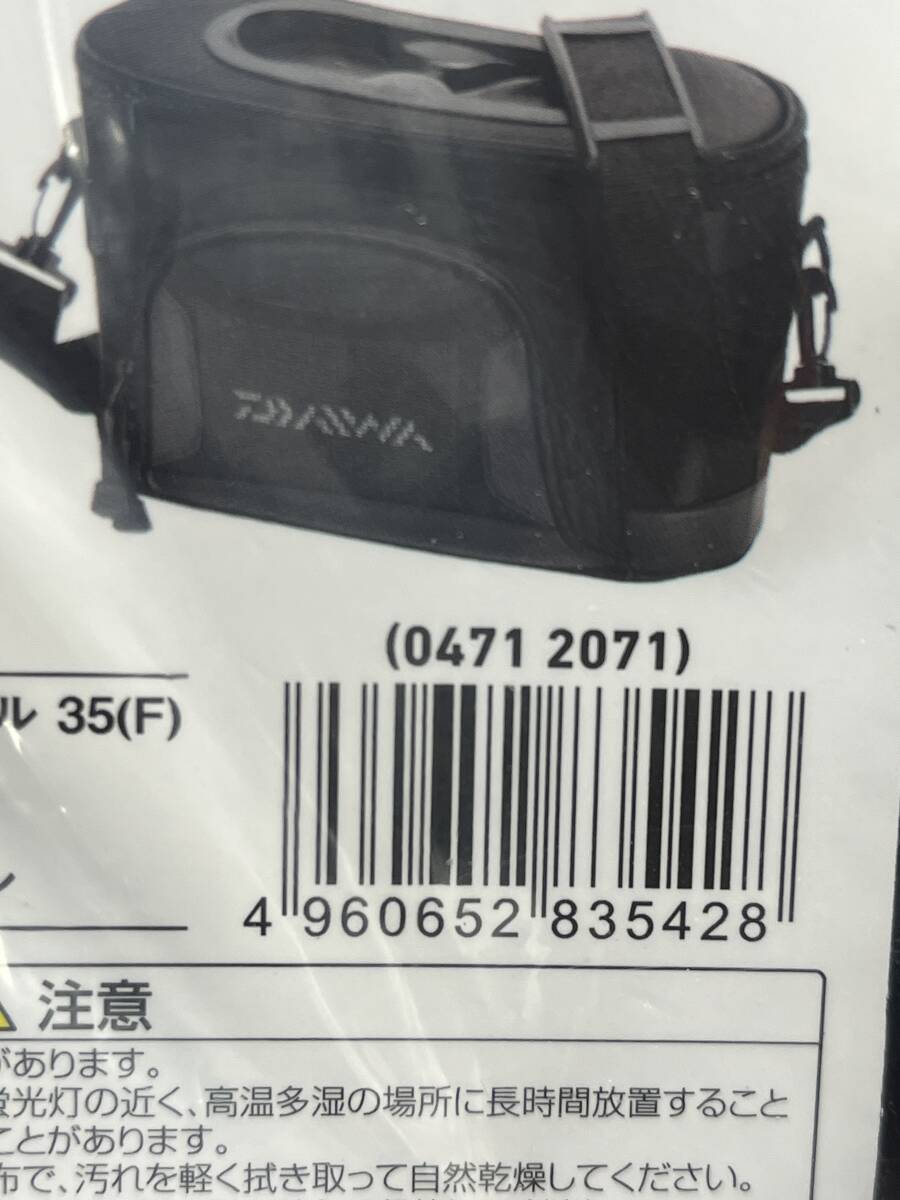 DAIWA
(0471 2071)
ル 35(F)
ン
4 960652 835428
注意
があります。
蛍光灯の近く、高温多湿の場所に長時間放置すること
ことがあります。
布で、汚れを軽く拭き取って自然乾燥してください。